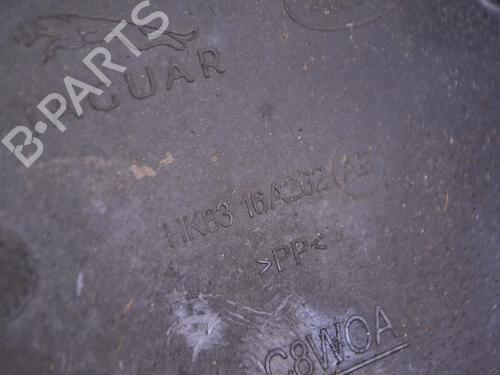 JAGUAR
B-PARTS
HK83 16A262 AB
>PP<
C8WOA